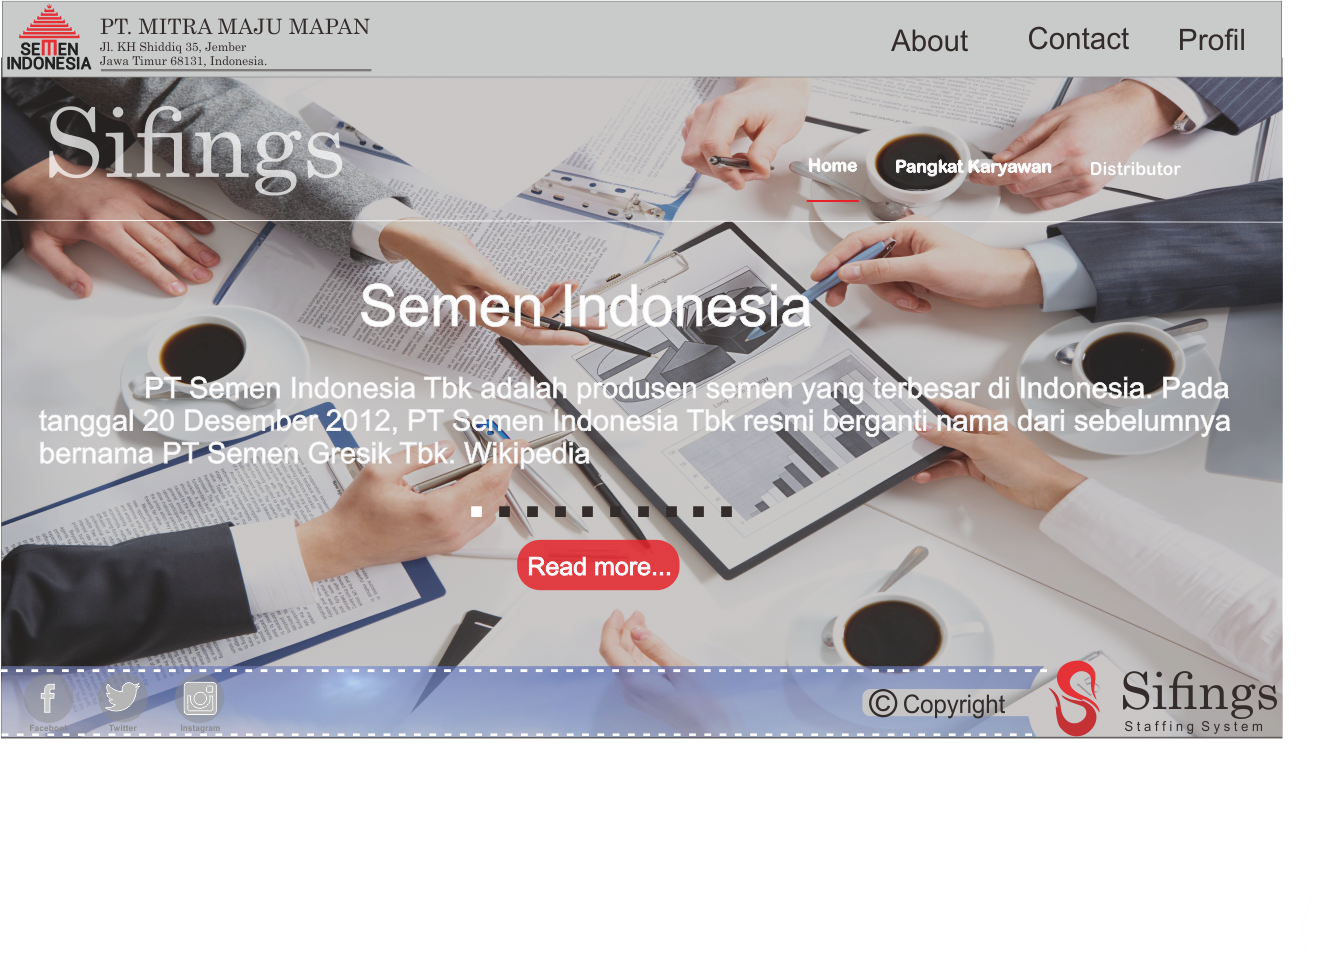 SEMEN
INDONESIA
PT. MITRA MAJU MAPAN
Jl. KH Shiddiq 35, Jember
Jawa Timur 68131, Indonesia.
About Contact Profil
Sifings
Home Pangkat Karyawan Distributor
Semen Indonesia
PT Semen Indonesia Tbk adalah produsen semen yang terbesar di Indonesia. Pada
tanggal 20 Desember 2012, PT Semen Indonesia Tbk resmi berganti nama dari sebelumnya
bernama PT Semen Gresik Tbk. Wikipedia
Read more...
Facebook Twitter Instagram
© Copyright
Sifings
Staffing System